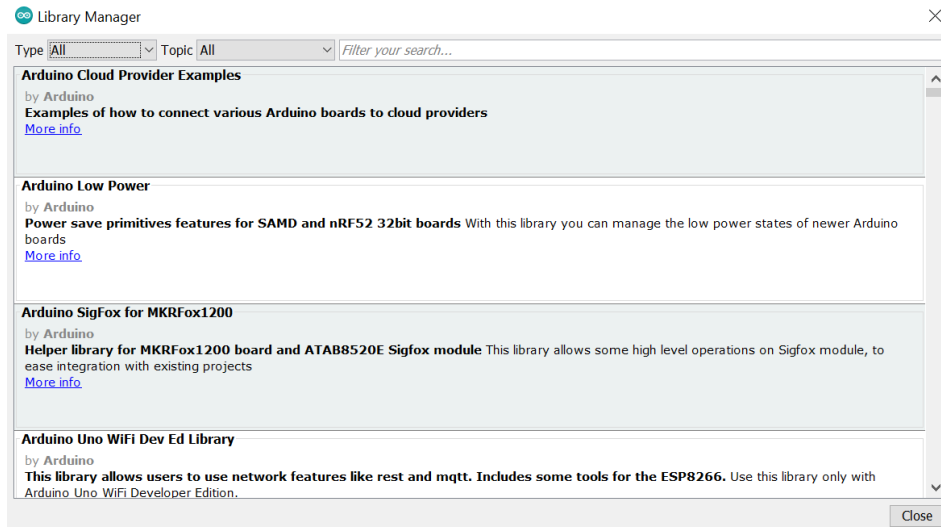 Library Manager
Type All Topic All Filter your search...
Arduino Cloud Provider Examples
by Arduino
Examples of how to connect various Arduino boards to cloud providers
More info
Arduino Low Power
by Arduino
Power save primitives features for SAMD and nRF52 32bit boards With this library you can manage the low power states of newer Arduino
boards
More info
Arduino SigFox for MKRFox1200
by Arduino
Helper library for MKRFox1200 board and ATAB8520E Sigfox module This library allows some high level operations on Sigfox module, to
ease integration with existing projects
More info
Arduino Uno WiFi Dev Ed Library
by Arduino
This library allows users to use network features like rest and mqtt. Includes some tools for the ESP8266. Use this library only with
Arduino Uno WiFi Developer Edition.
Close